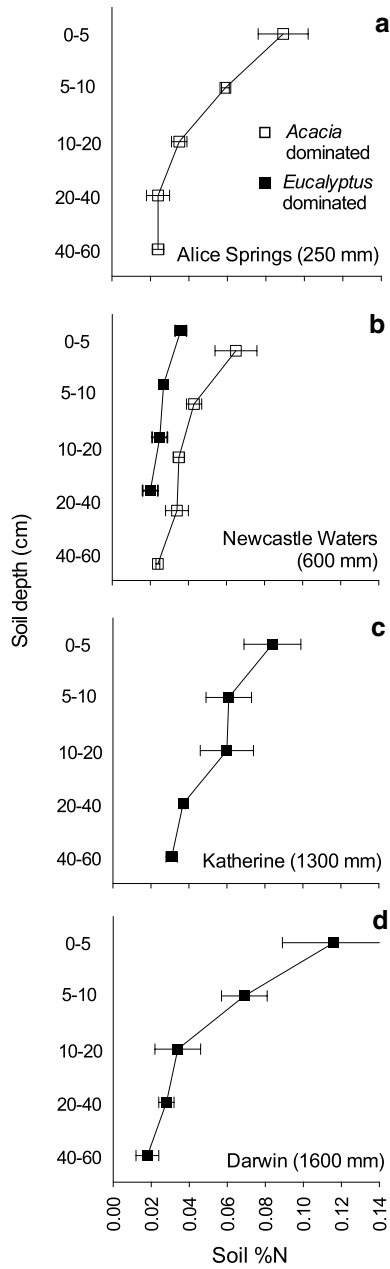 a
0-5
5-10
10-20
20-40
40-60
Acacia
dominated
Eucalyptus
dominated
Alice Springs (250 mm)
b
0-5
5-10
10-20
20-40
40-60
Newcastle Waters
(600 mm)
Soil depth (cm)
c
0-5
5-10
10-20
20-40
40-60
Katherine (1300 mm)
d
0-5
5-10
10-20
20-40
40-60
Darwin (1600 mm)
0.00 0.02 0.04 0.06 0.08 0.10 0.12 0.14
Soil %N